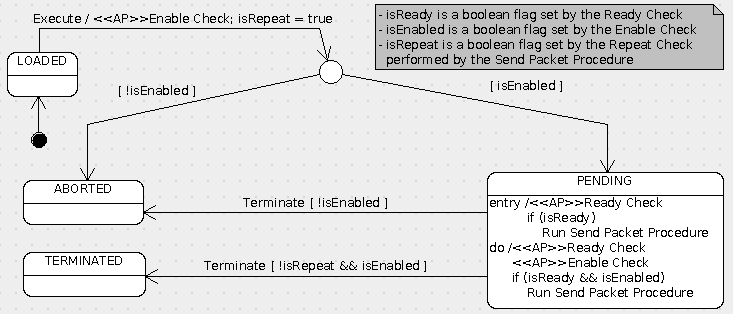 Execute / <<AP>>Enable Check; isRepeat = true
- isReady is a boolean flag set by the Ready Check
- isEnabled is a boolean flag set by the Enable Check
- isRepeat is a boolean flag set by the Repeat Check
performed by the Send Packet Procedure
LOADED
[ !isEnabled ]
[ isEnabled ]
ABORTED
Terminate [ !isEnabled ]
TERMINATED
Terminate [ !isRepeat && isEnabled ]
PENDING
entry /<<AP>>Ready Check
if (isReady)
Run Send Packet Procedure
do /<<AP>>Ready Check
<<AP>>Enable Check
if (isReady && isEnabled)
Run Send Packet Procedure